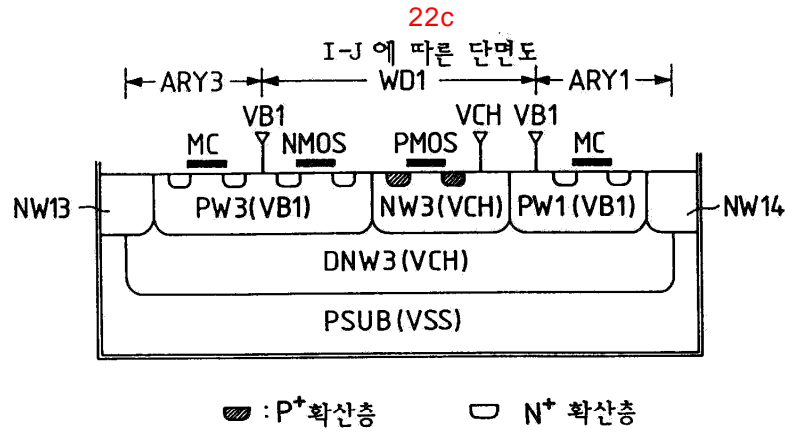 22c
I-J 에 따른 단면도
ARY3 WD1 ARY1
VB1 VCH VB1
MC NMOS PMOS MC
NW13 PW3(VB1) NW3(VCH) PW1(VB1) NW14
DNW3(VCH)
PSUB(VSS)
: P⁺확산층 N⁺ 확산층